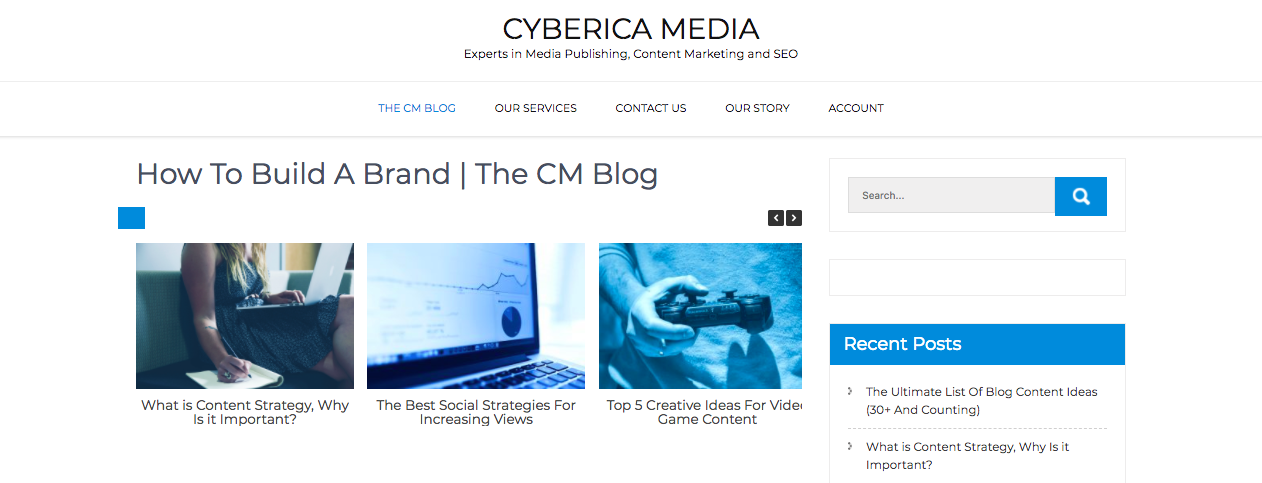 CYBERICA MEDIA
Experts in Media Publishing, Content Marketing and SEO
THE CM BLOG
OUR SERVICES
CONTACT US
OUR STORY
ACCOUNT
How To Build A Brand | The CM Blog
What is Content Strategy, Why
Is it Important?
The Best Social Strategies For
Increasing Views
Top 5 Creative Ideas For Video
Game Content
Search...
Recent Posts
The Ultimate List Of Blog Content Ideas
(30+ And Counting)
What is Content Strategy, Why Is it
Important?